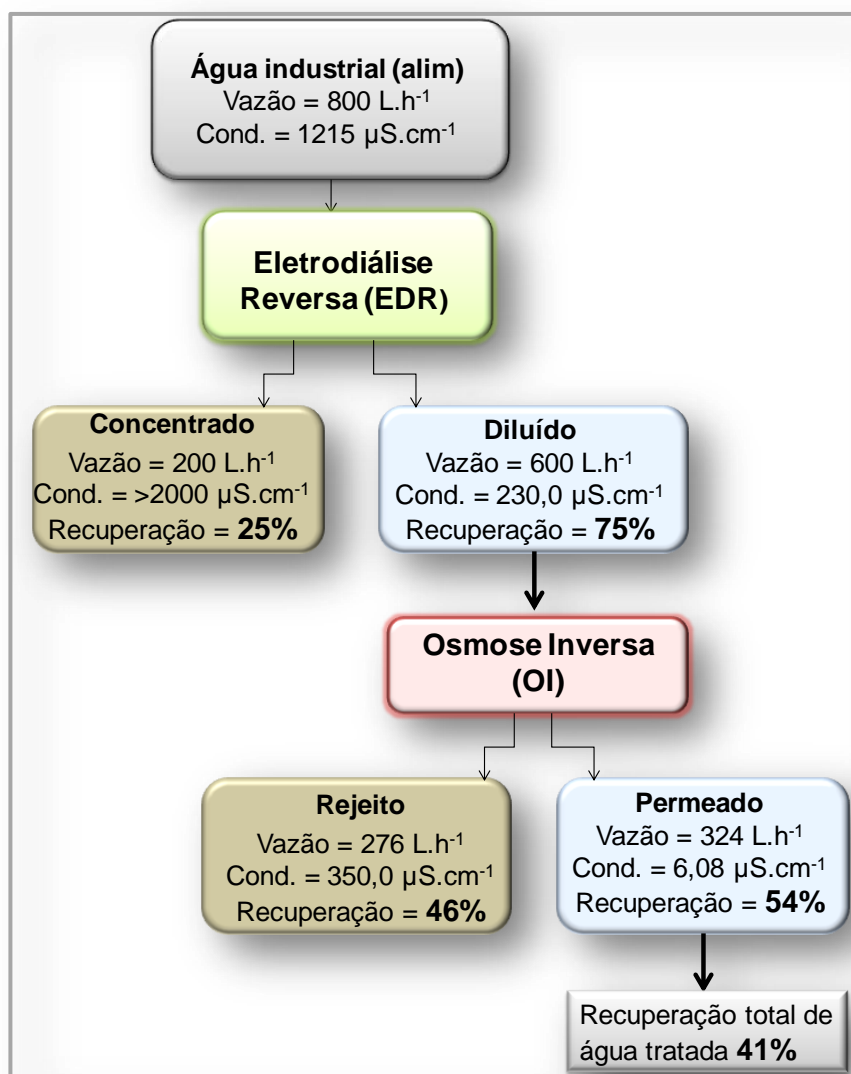 Água industrial (alim)
Vazão = 800 L.h⁻¹
Cond. = 1215 µS.cm⁻¹
Eletrodiálise
Reversa (EDR)
Concentrado
Vazão = 200 L.h⁻¹
Cond. = >2000 µS.cm⁻¹
Recuperação = 25%
Diluído
Vazão = 600 L.h⁻¹
Cond. = 230,0 µS.cm⁻¹
Recuperação = 75%
Osmose Inversa
(OI)
Rejeito
Vazão = 276 L.h⁻¹
Cond. = 350,0 µS.cm⁻¹
Recuperação = 46%
Permeado
Vazão = 324 L.h⁻¹
Cond. = 6,08 µS.cm⁻¹
Recuperação = 54%
Recuperação total de
água tratada 41%